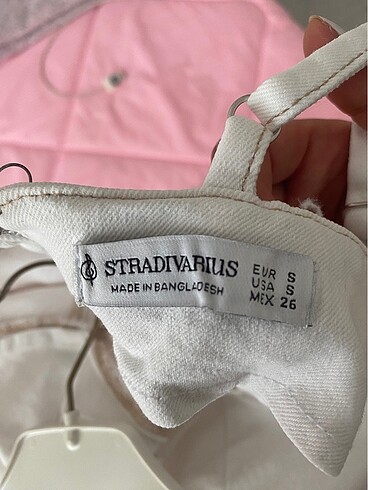 STRADIVARIUS
MADE IN BANGLADESH
EUR S
USA S
MEX 26